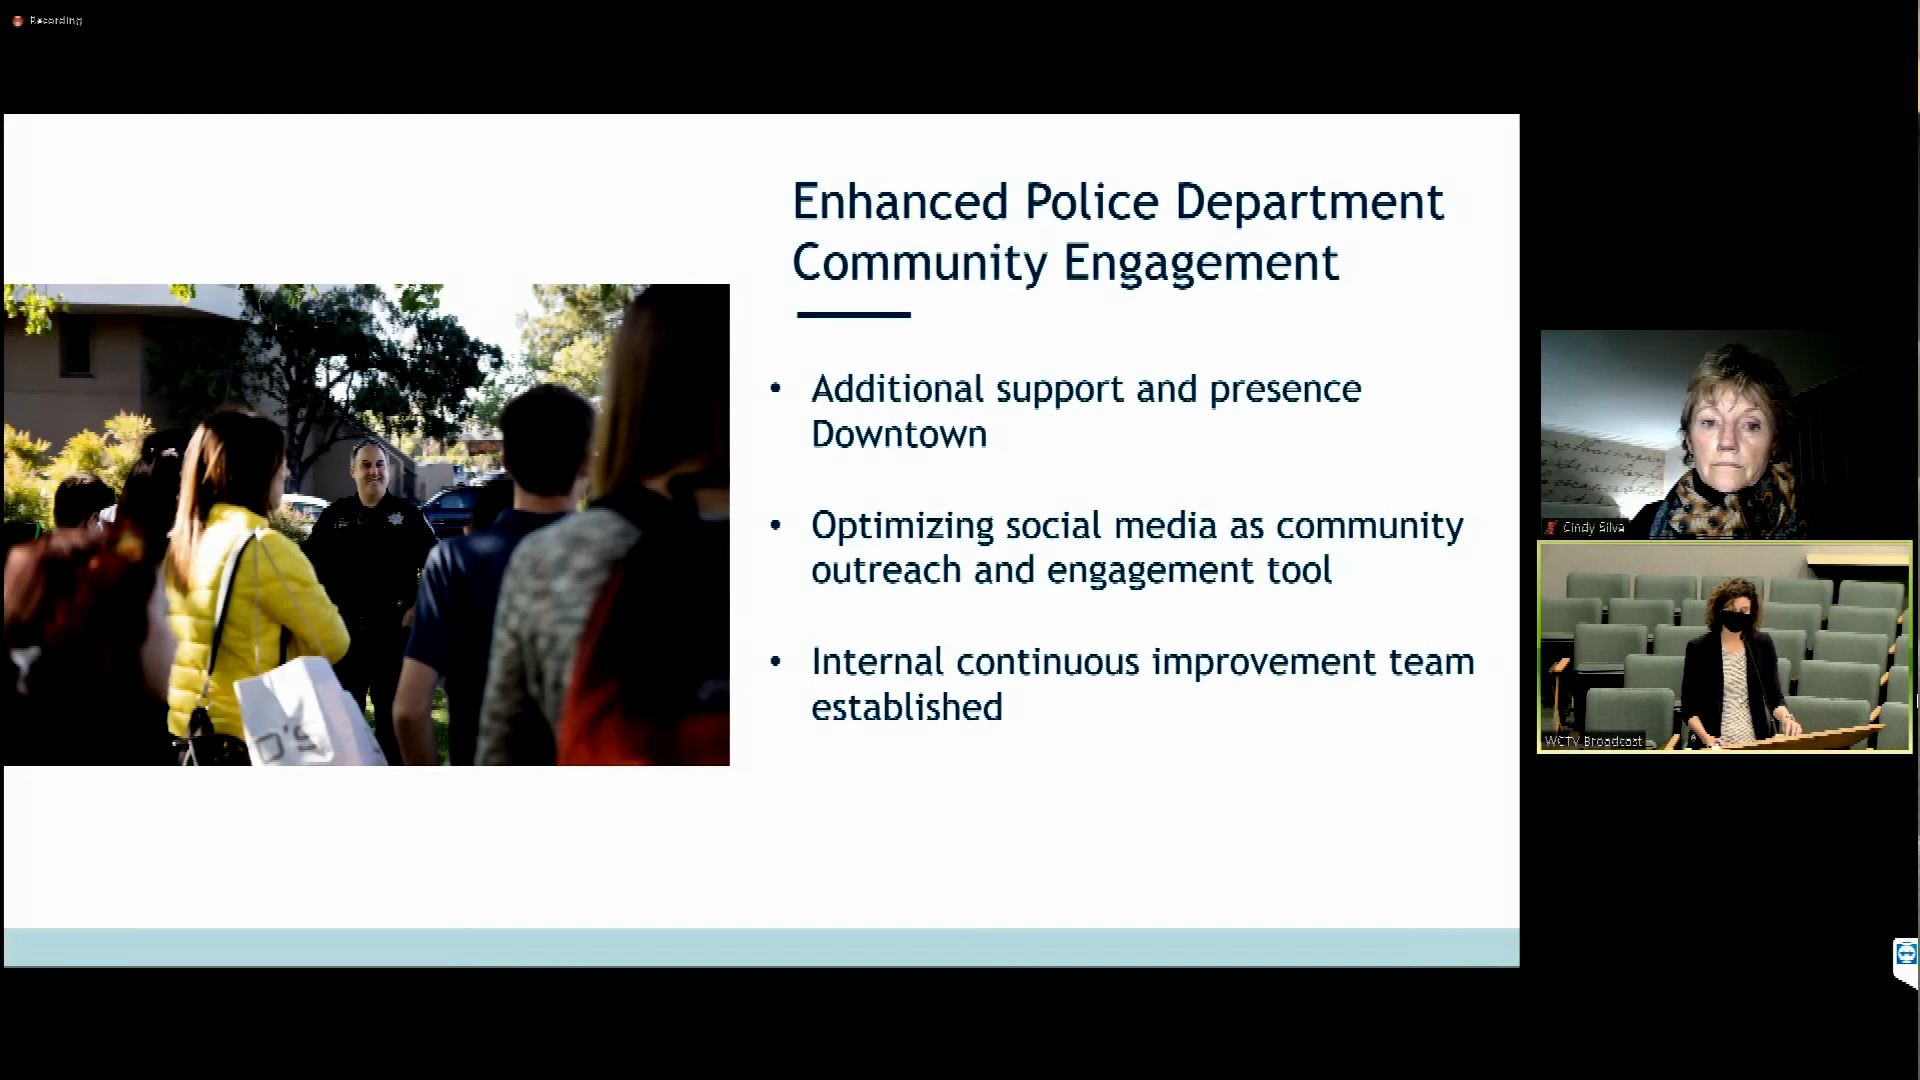 Recording
Enhanced Police Department
Community Engagement
• Additional support and presence
Downtown
• Optimizing social media as community
outreach and engagement tool
• Internal continuous improvement team
established
Cindy Silva
WCTV Broadcast